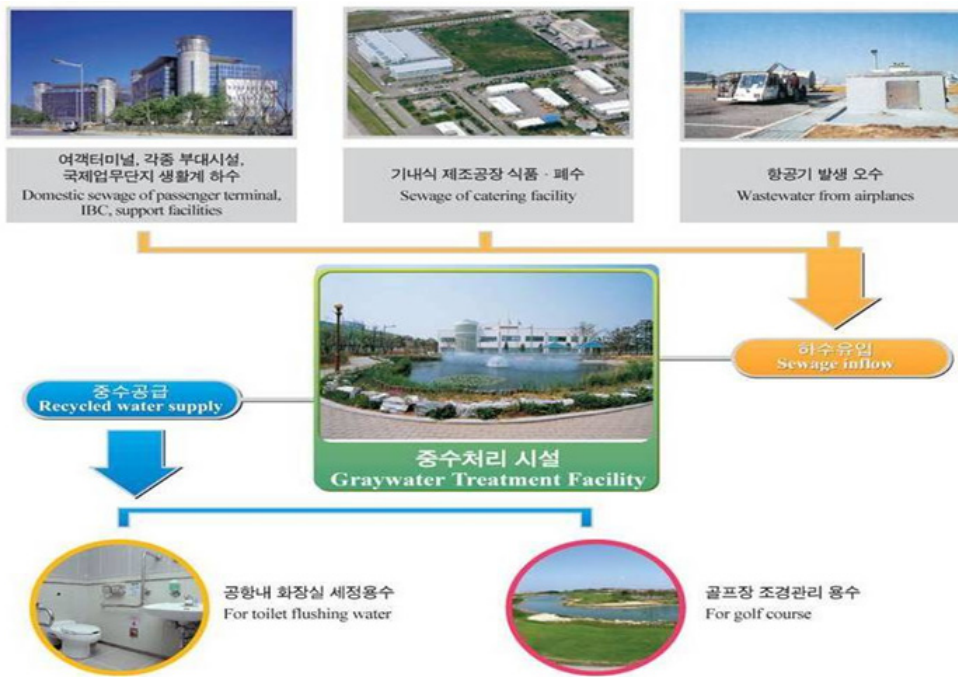 여객터미널, 각종 부대시설,
국제업무단지 생활계 하수
Domestic sewage of passenger terminal,
IBC, support facilities
기내식 제조공장 식품 · 폐수
Sewage of catering facility
항공기 발생 오수
Wastewater from airplanes
하수유입
Sewage inflow
중수공급
Recycled water supply
중수처리 시설
Graywater Treatment Facility
공항내 화장실 세정용수
For toilet flushing water
골프장 조경관리 용수
For golf course